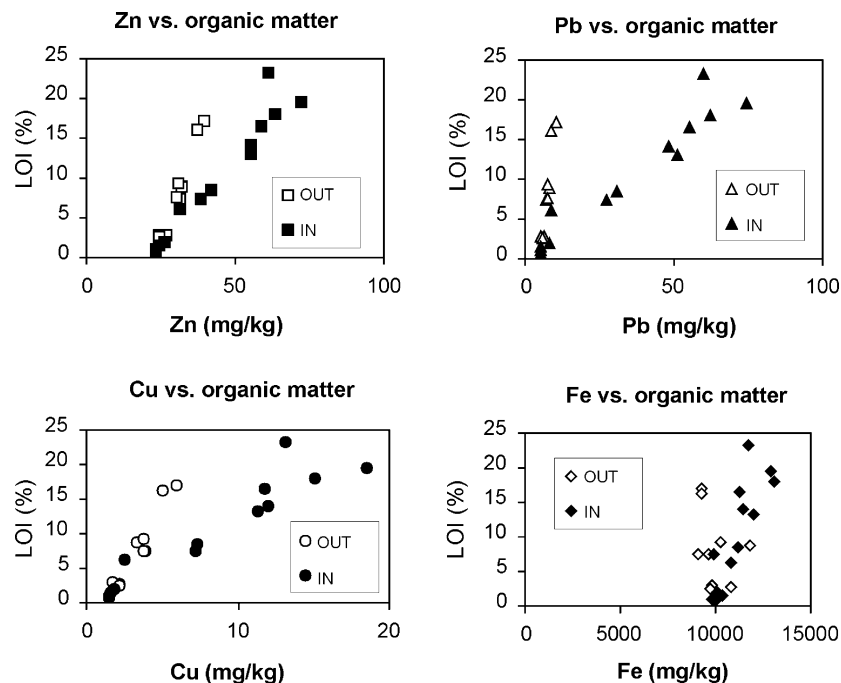 Zn vs. organic matter
25
20
15
10
5
0
LOI (%)
OUT
IN
0
50
100
Zn (mg/kg)
Pb vs. organic matter
25
20
15
10
5
0
LOI (%)
OUT
IN
0
50
100
Pb (mg/kg)
Cu vs. organic matter
25
20
15
10
5
0
LOI (%)
OUT
IN
0
10
20
Cu (mg/kg)
Fe vs. organic matter
25
20
15
10
5
0
LOI (%)
OUT
IN
0
5000
10000
15000
Fe (mg/kg)